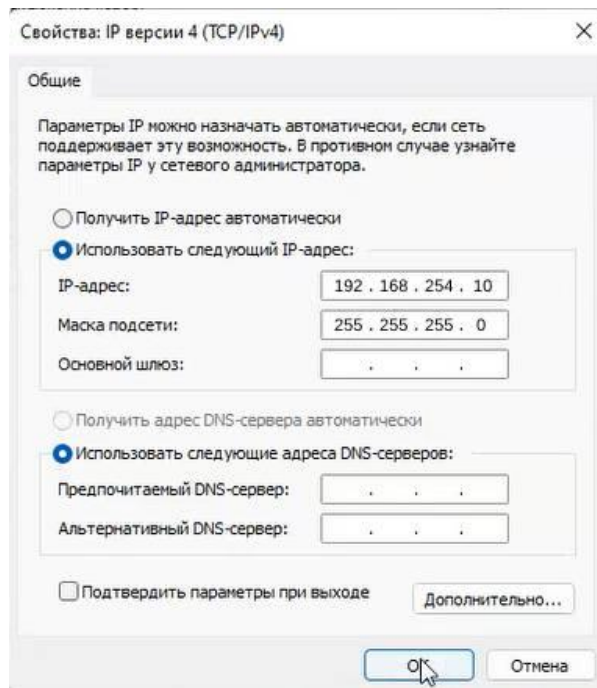 Свойства: IP версии 4 (TCP/IPv4)
Общие
Параметры IP можно назначать автоматически, если сеть
поддерживает эту возможность. В противном случае узнайте
параметры IP у сетевого администратора.
Получить IP-адрес автоматически
Использовать следующий IP-адрес:
IP-адрес: 192 . 168 . 254 . 10
Маска подсети: 255 . 255 . 255 . 0
Основной шлюз: . . .
Получить адрес DNS-сервера автоматически
Использовать следующие адреса DNS-серверов:
Предпочитаемый DNS-сервер: . . .
Альтернативный DNS-сервер: . . .
Подтвердить параметры при выходе
Дополнительно...
ОК Отмена